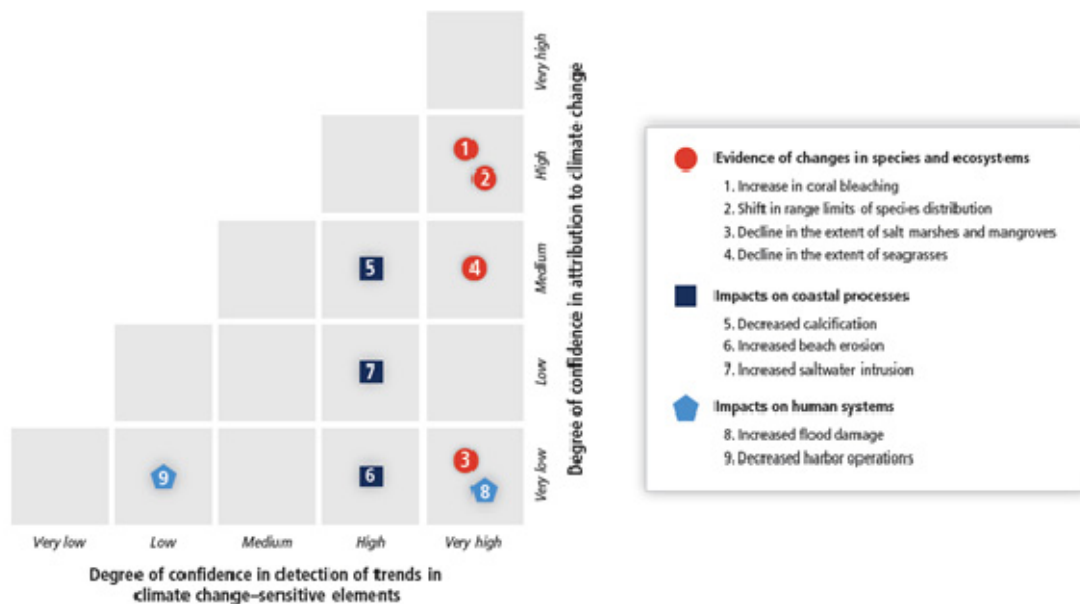 Very high
High
Medium
Low
Very low
Degree of confidence in attribution to climate change
1
2
5
4
7
9
6
3
8
Very low
Low
Medium
High
Very high
Degree of confidence in detection of trends in
climate change–sensitive elements
Evidence of changes in species and ecosystems
1. Increase in coral bleaching
2. Shift in range limits of species distribution
3. Decline in the extent of salt marshes and mangroves
4. Decline in the extent of seagrasses
Impacts on coastal processes
5. Decreased calcification
6. Increased beach erosion
7. Increased saltwater intrusion
Impacts on human systems
8. Increased flood damage
9. Decreased harbor operations